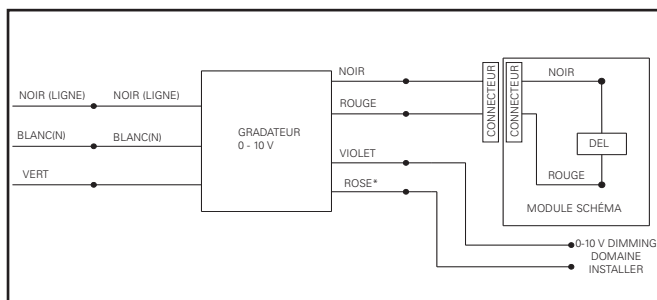 NOIR (LIGNE)
NOIR (LIGNE)
BLANC(N)
BLANC(N)
VERT
GRADATEUR
0 - 10 V
NOIR
ROUGE
VIOLET
ROSE*
CONNECTEUR
CONNECTEUR
NOIR
DEL
ROUGE
MODULE SCHÉMA
0-10 V DIMMING
DOMAINE
INSTALLER